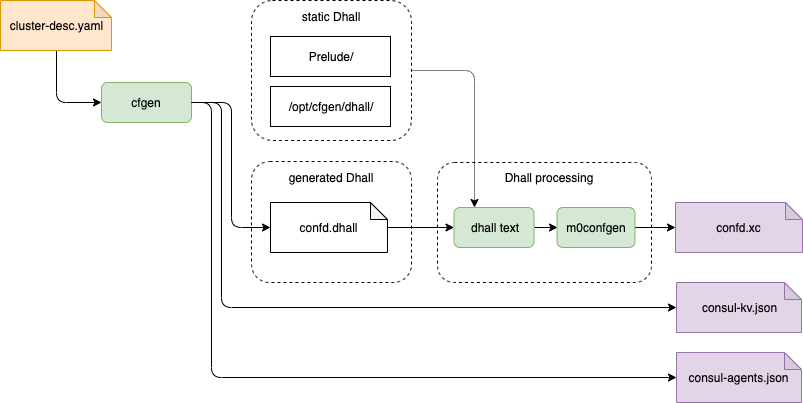 cluster-desc.yaml
static Dhall
Prelude/
/opt/cfgen/dhall/
cfgen
generated Dhall
confd.dhall
Dhall processing
dhall text
m0confgen
confd.xc
consul-kv.json
consul-agents.json